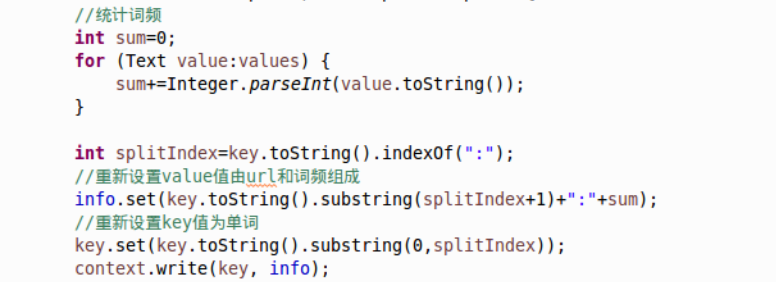 //统计词频
int sum=0;
for (Text value:values) {
sum+=Integer.parseInt(value.toString());
}
int splitIndex=key.toString().indexOf(":");
//重新设置value值由url和词频组成
info.set(key.toString().substring(splitIndex+1)+":"+sum);
//重新设置key值为单词
key.set(key.toString().substring(0,splitIndex));
context.write(key, info);